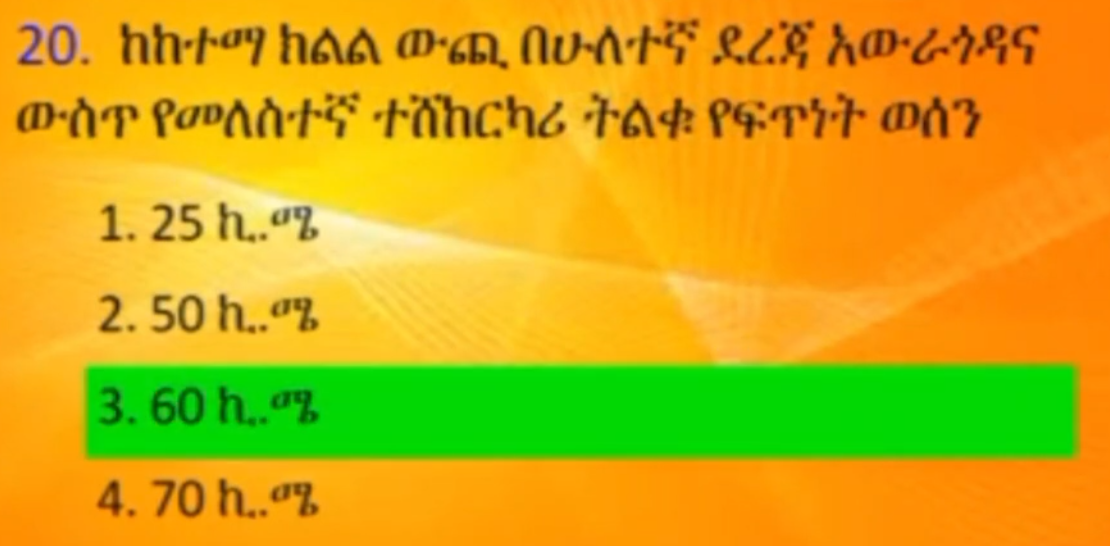 20. ከከተማ ክልል ውጪ በሁለተኛ ደረጃ አውራጎዳና
ውስጥ የመለስተኛ ተሽከርካሪ ትልቁ የፍጥነት ወሰን
1. 25 ኪ..ሜ
2. 50 ኪ..ሜ
3. 60 ኪ..ሜ
4. 70 ኪ..ሜ